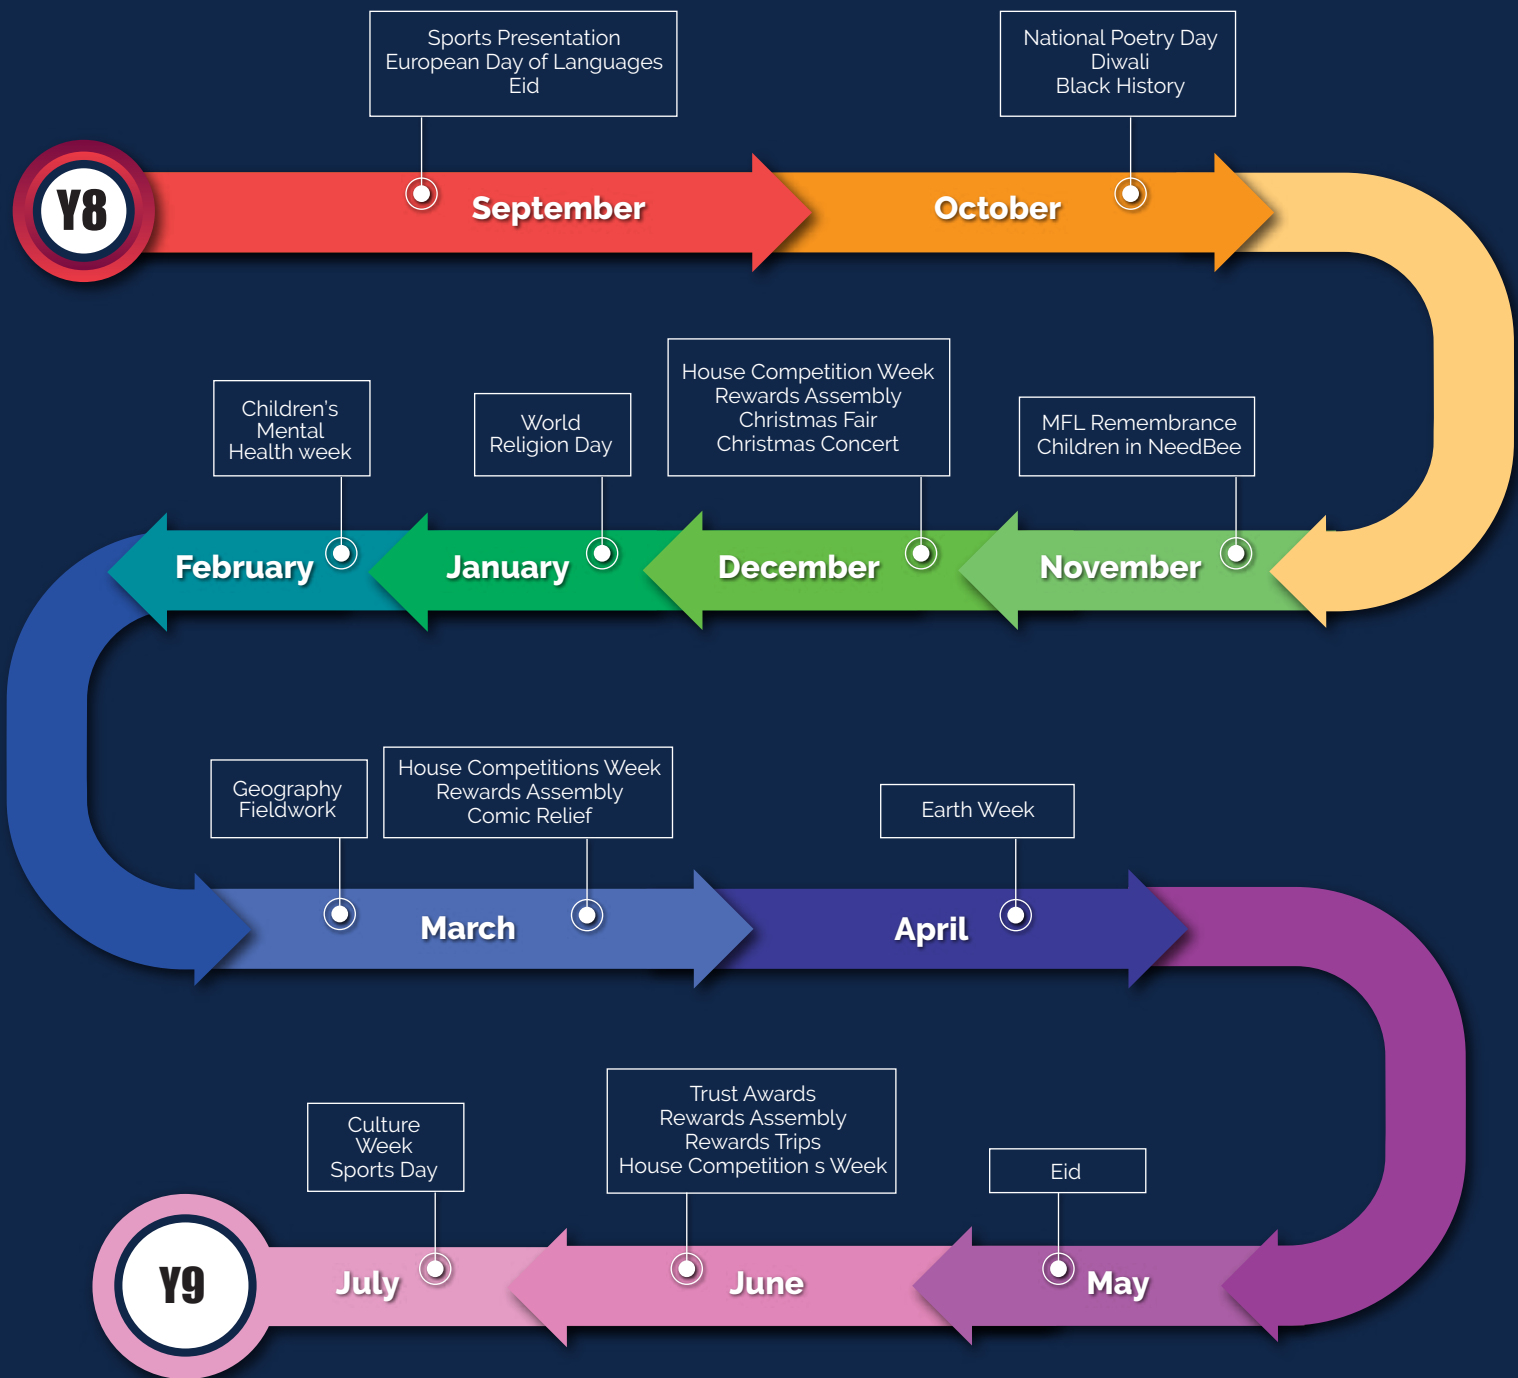 Sports Presentation
European Day of Languages
Eid
National Poetry Day
Diwali
Black History
Y8
September
October
Children's
Mental
Health week
World
Religion Day
House Competition Week
Rewards Assembly
Christmas Fair
Christmas Concert
MFL Remembrance
Children in NeedBee
February
January
December
November
Geography
Fieldwork
House Competitions Week
Rewards Assembly
Comic Relief
Earth Week
March
April
Culture
Week
Sports Day
Trust Awards
Rewards Assembly
Rewards Trips
House Competition s Week
Eid
Y9
July
June
May